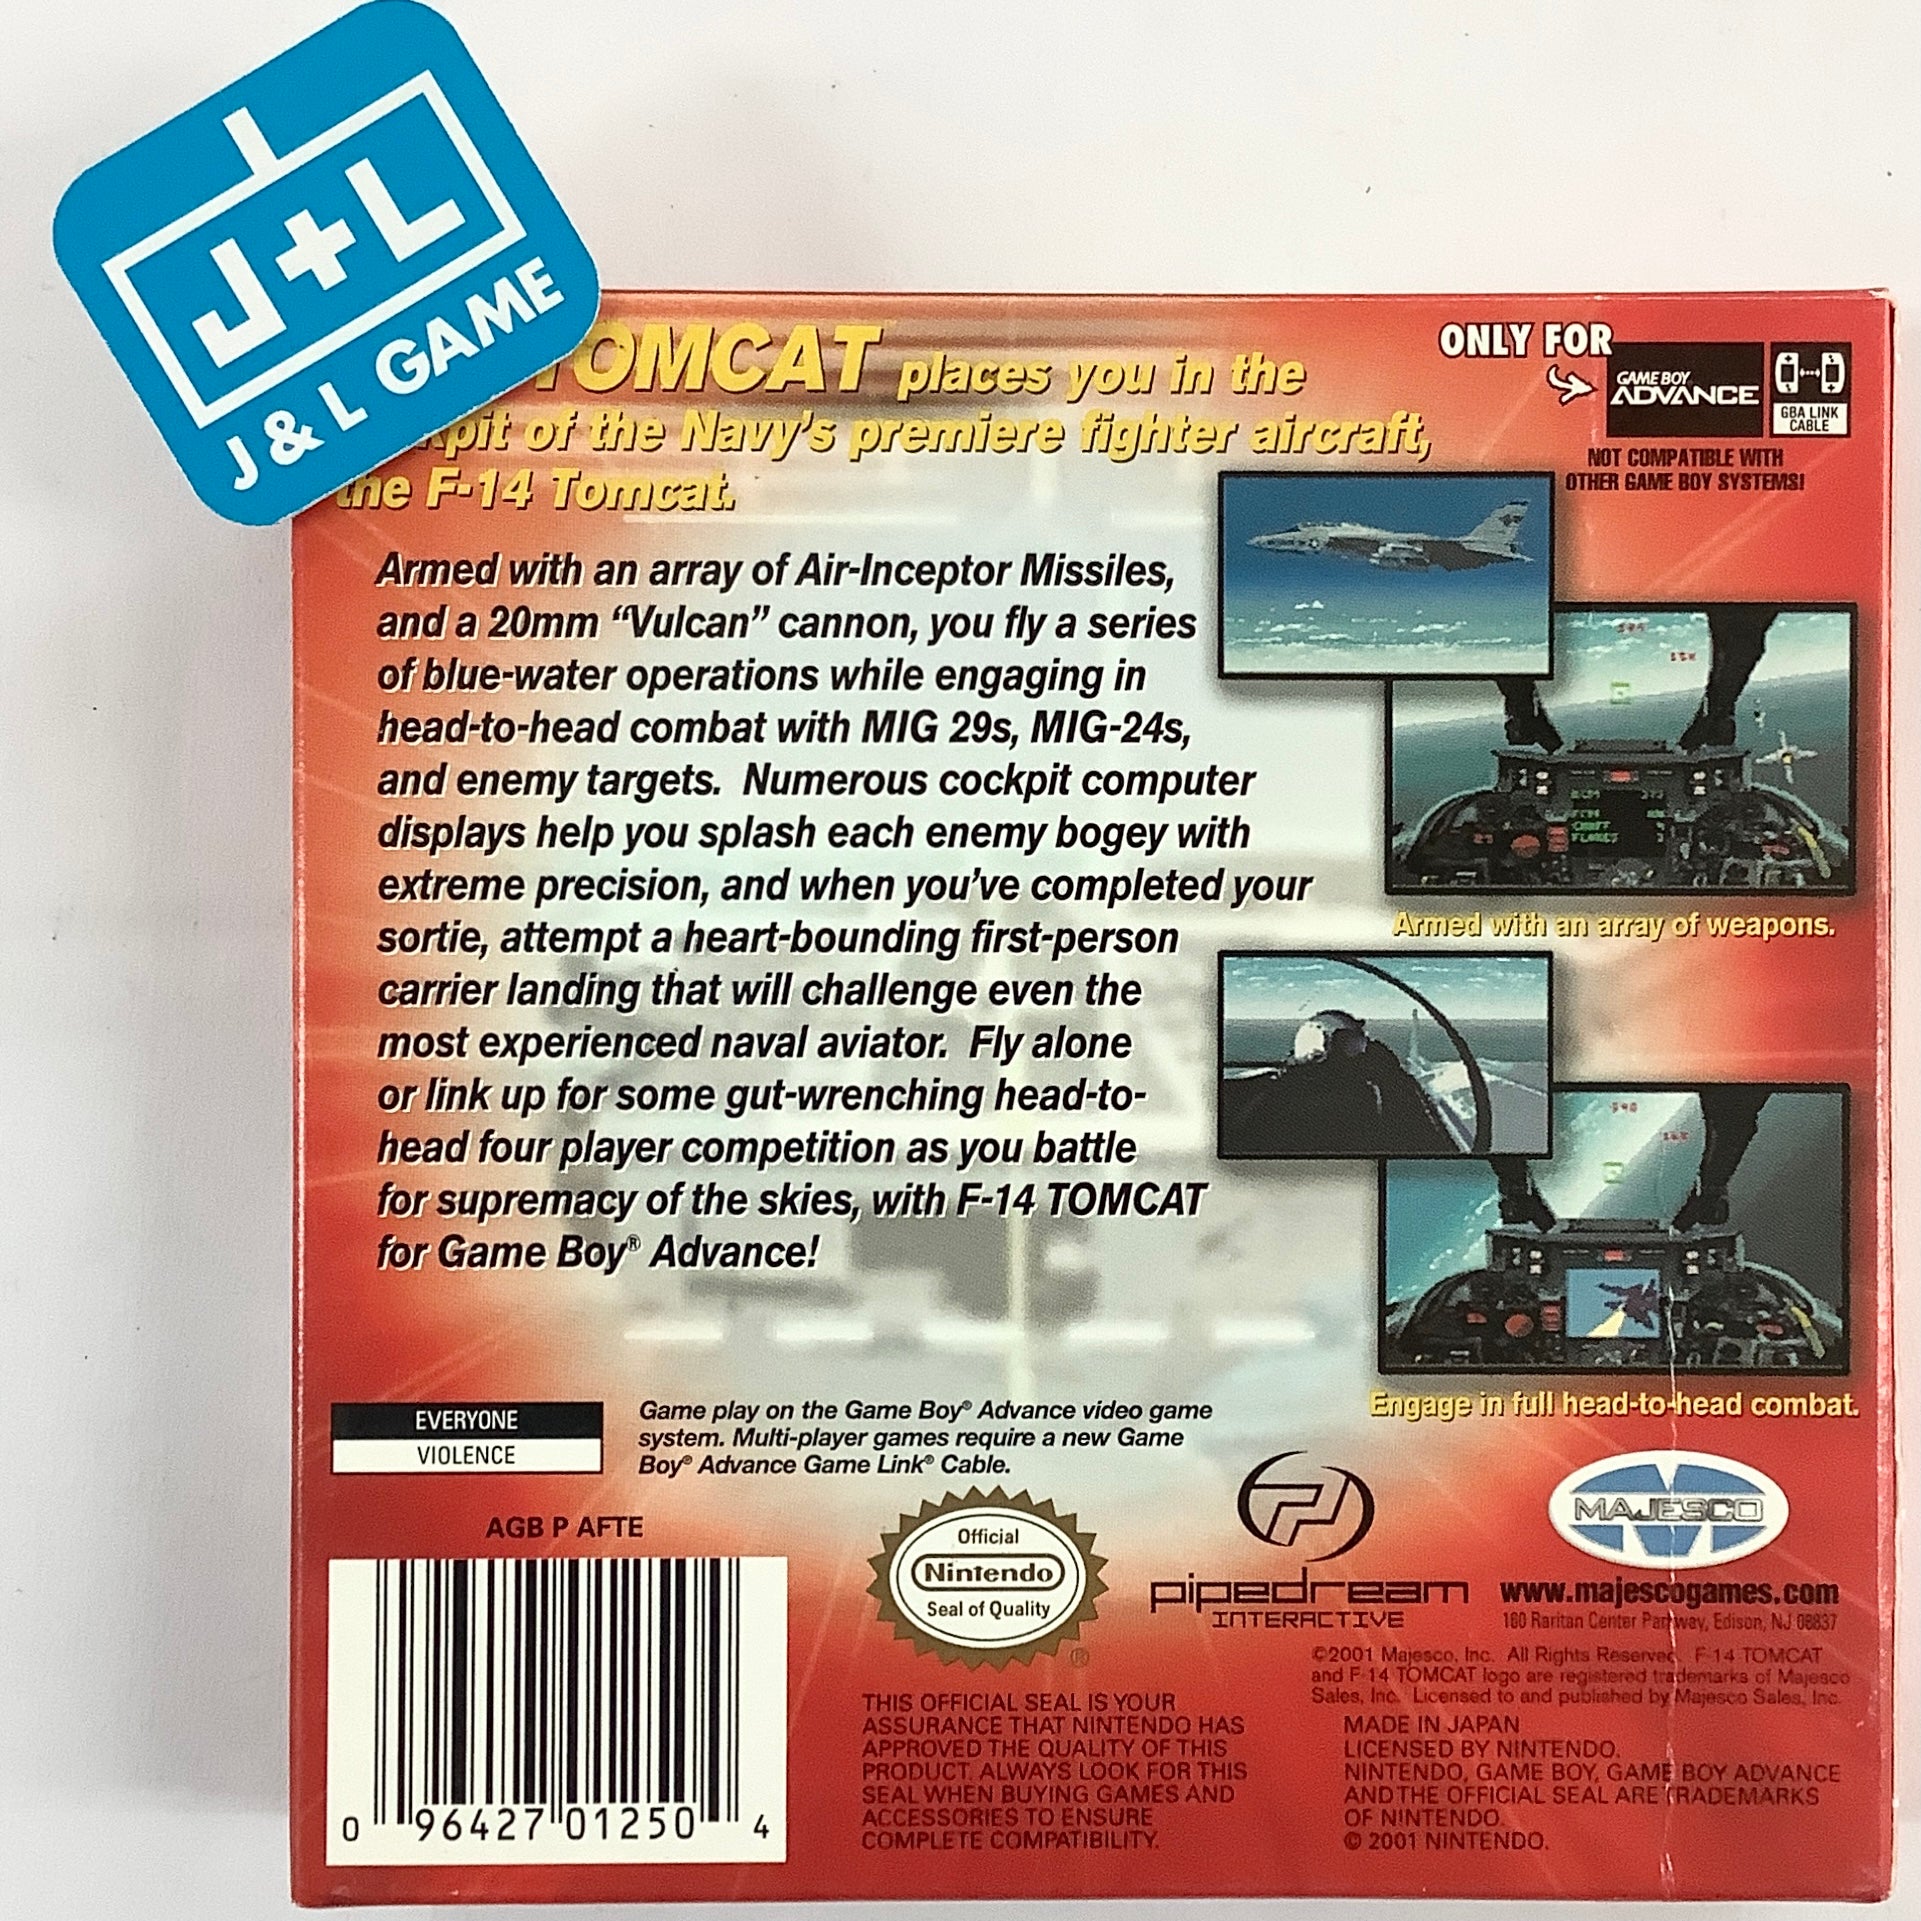 J+L
J & L GAME
TOMCAT™ places you in the
kpit of the Navy's premiere fighter aircraft,
the F-14 Tomcat.
ONLY FOR
GAME BOY
ADVANCE
GBA LINK
CABLE
NOT COMPATIBLE WITH
OTHER GAME BOY SYSTEMS!
Armed with an array of Air-Inceptor Missiles,
and a 20mm “Vulcan” cannon, you fly a series
of blue-water operations while engaging in
head-to-head combat with MIG 29s, MIG-24s,
and enemy targets. Numerous cockpit computer
displays help you splash each enemy bogey with
extreme precision, and when you've completed your
sortie, attempt a heart-bounding first-person
carrier landing that will challenge even the
most experienced naval aviator. Fly alone
or link up for some gut-wrenching head-to-
head four player competition as you battle
for supremacy of the skies, with F-14 TOMCAT
for Game Boy® Advance!
Armed with an array of weapons.
Engage in full head-to-head combat.
EVERYONE
VIOLENCE
Game play on the Game Boy® Advance video game
system. Multi-player games require a new Game
Boy® Advance Game Link® Cable.
AGB P AFTE
0 96427 01250 4
Official
Nintendo
Seal of Quality
®
THIS OFFICIAL SEAL IS YOUR
ASSURANCE THAT NINTENDO HAS
APPROVED THE QUALITY OF THIS
PRODUCT. ALWAYS LOOK FOR THIS
SEAL WHEN BUYING GAMES AND
ACCESSORIES TO ENSURE
COMPLETE COMPATIBILITY.
pipedream
INTERACTIVE
MAJESCO
www.majescogames.com
160 Raritan Center Parkway, Edison, NJ 08837
©2001 Majesco, Inc. All Rights Reserved. F-14 TOMCAT
and F-14 TOMCAT logo are registered trademarks of Majesco
Sales, Inc. Licensed to and published by Majesco Sales, Inc.
MADE IN JAPAN
LICENSED BY NINTENDO.
NINTENDO, GAME BOY, GAME BOY ADVANCE
AND THE OFFICIAL SEAL ARE TRADEMARKS
OF NINTENDO.
© 2001 NINTENDO.